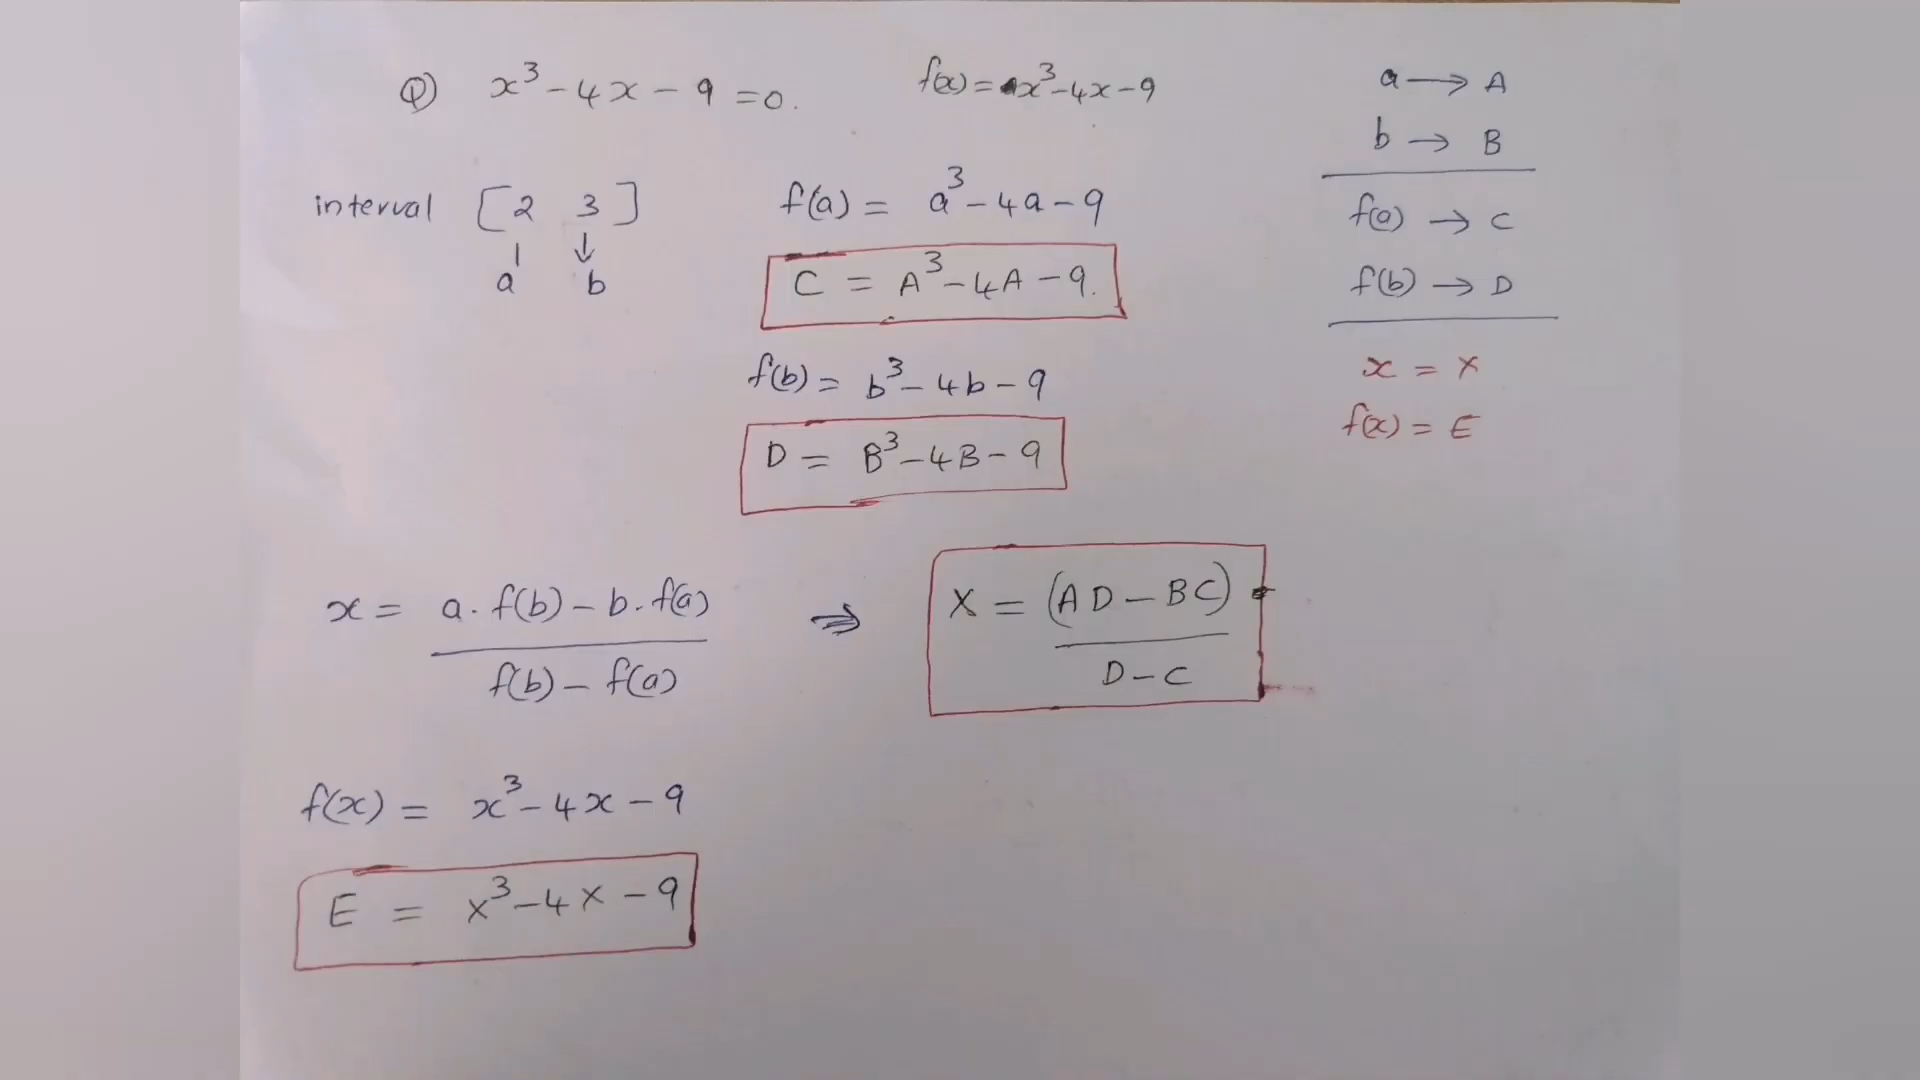 Q) x³ - 4x - 9 = 0.
f(x) = x³ - 4x - 9
interval [2 3]
a b
f(a) = a³ - 4a - 9
C = A³ - 4A - 9.
f(b) = b³ - 4b - 9
D = B³ - 4B - 9
a → A
b → B
f(a) → C
f(b) → D
x = X
f(x) = E
x = a. f(b) - b. f(a)
f(b) - f(a)
⇒ X = (AD - BC)
D - C
f(x) = x³ - 4x - 9
E = X³ - 4X - 9